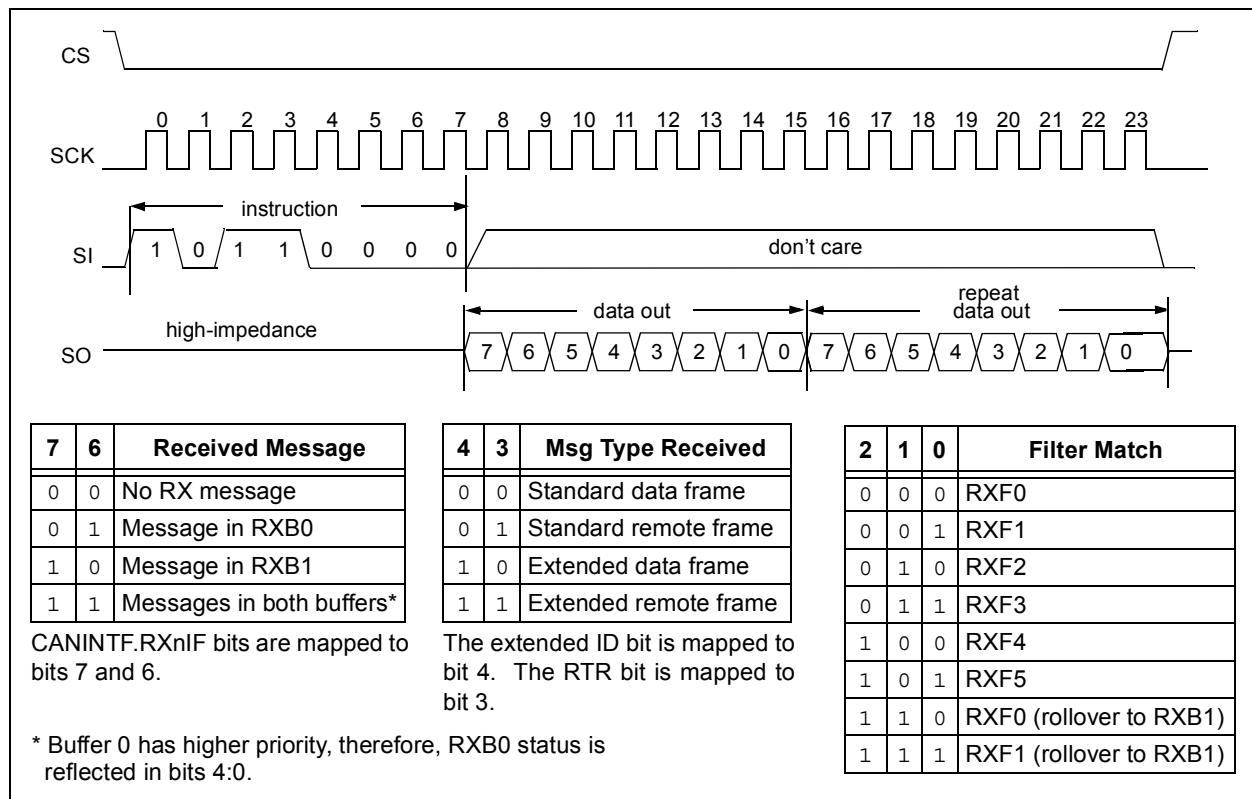 CS
0 1 2 3 4 5 6 7 8 9 10 11 12 13 14 15 16 17 18 19 20 21 22 23
SCK
instruction
SI 1 0 1 1 0 0 0 0 don't care
repeat
data out data out
high-impedance
SO 7 6 5 4 3 2 1 0 7 6 5 4 3 2 1 0
7 6 Received Message
0 0 No RX message
0 1 Message in RXB0
1 0 Message in RXB1
1 1 Messages in both buffers*
CANINTF.RXnIF bits are mapped to
bits 7 and 6.
4 3 Msg Type Received
0 0 Standard data frame
0 1 Standard remote frame
1 0 Extended data frame
1 1 Extended remote frame
The extended ID bit is mapped to
bit 4. The RTR bit is mapped to
bit 3.
2 1 0 Filter Match
0 0 0 RXF0
0 0 1 RXF1
0 1 0 RXF2
0 1 1 RXF3
1 0 0 RXF4
1 0 1 RXF5
1 1 0 RXF0 (rollover to RXB1)
1 1 1 RXF1 (rollover to RXB1)
* Buffer 0 has higher priority, therefore, RXB0 status is
reflected in bits 4:0.